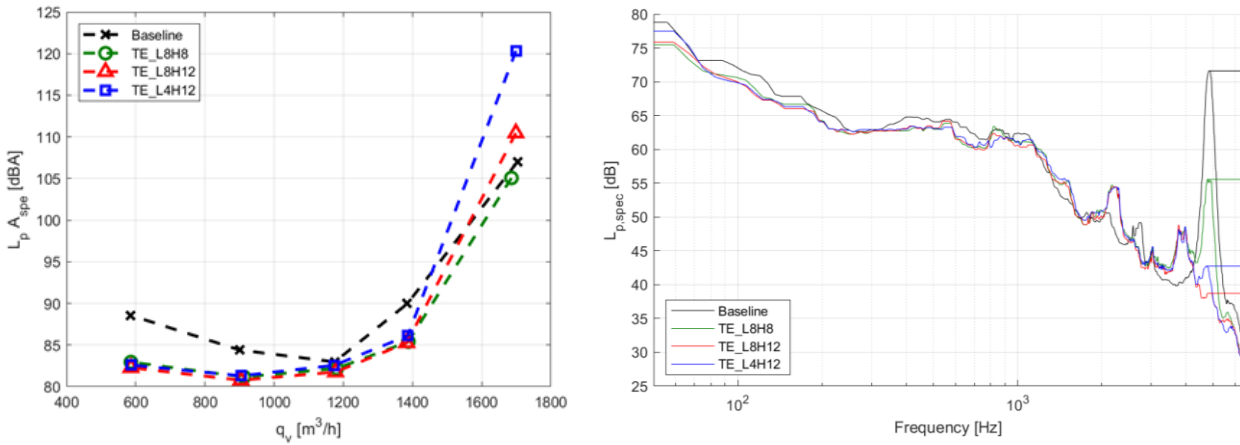 125
120
115
110
105
100
95
90
85
80
L_p A_spe [dBA]
400 600 800 1000 1200 1400 1600 1800
q_v [m³/h]
Baseline
TE_L8H8
TE_L8H12
TE_L4H12
80
75
70
65
60
55
50
45
40
35
30
25
L_p,spec [dB]
10² 10³
Frequency [Hz]
Baseline
TE_L8H8
TE_L8H12
TE_L4H12